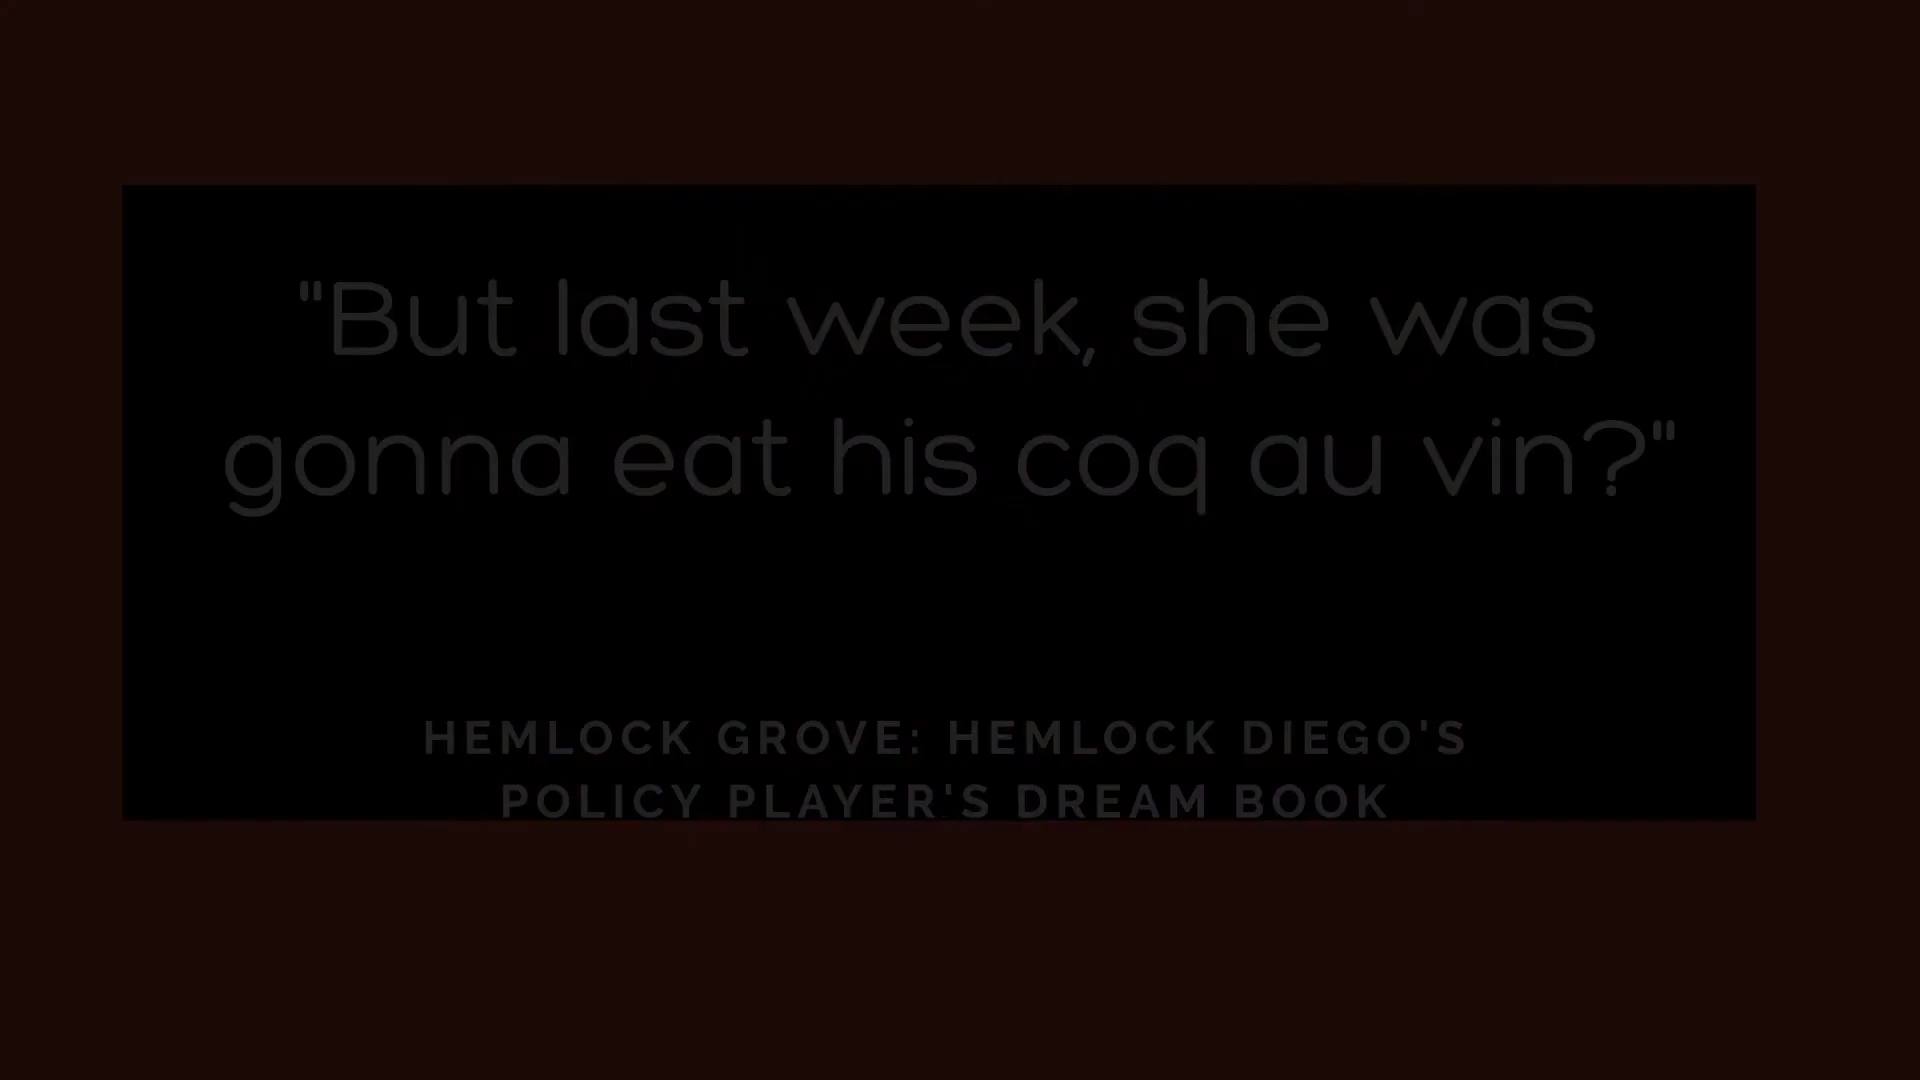 "But last week, she was
gonna eat his coq au vin?"
HEMLOCK GROVE: HEMLOCK DIEGO'S
POLICY PLAYER'S DREAM BOOK